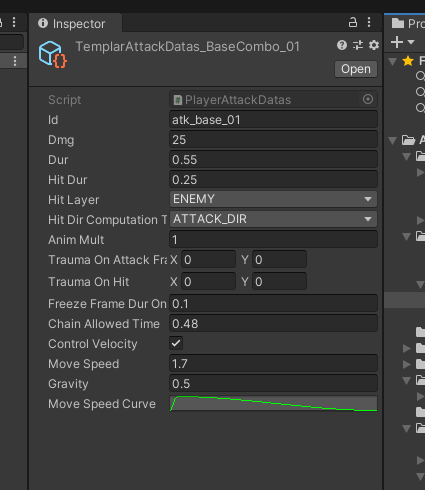 Inspector
TemplarAttackDatas_BaseCombo_01
Open
Script PlayerAttackDatas
Id atk_base_01
Dmg 25
Dur 0.55
Hit Dur 0.25
Hit Layer ENEMY
Hit Dir Computation T ATTACK_DIR
Anim Mult 1
Trauma On Attack Fra X 0 Y 0
Trauma On Hit X 0 Y 0
Freeze Frame Dur On 0.1
Chain Allowed Time 0.48
Control Velocity
Move Speed 1.7
Gravity 0.5
Move Speed Curve
Pro
F
A